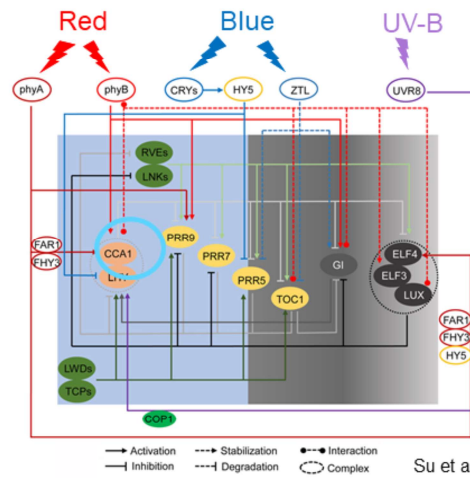 Red
Blue
UV-B
phyA
phyB
CRYs
HY5
ZTL
UVR8
RVEs
LNKs
PRR9
PRR7
PRR5
TOC1
GI
ELF4
ELF3
LUX
FAR1
FHY3
CCA1
LWDs
TCPs
COP1
FAR1
FHY3
HY5
Activation
Stabilization
Interaction
Inhibition
Degradation
Complex
Su et a